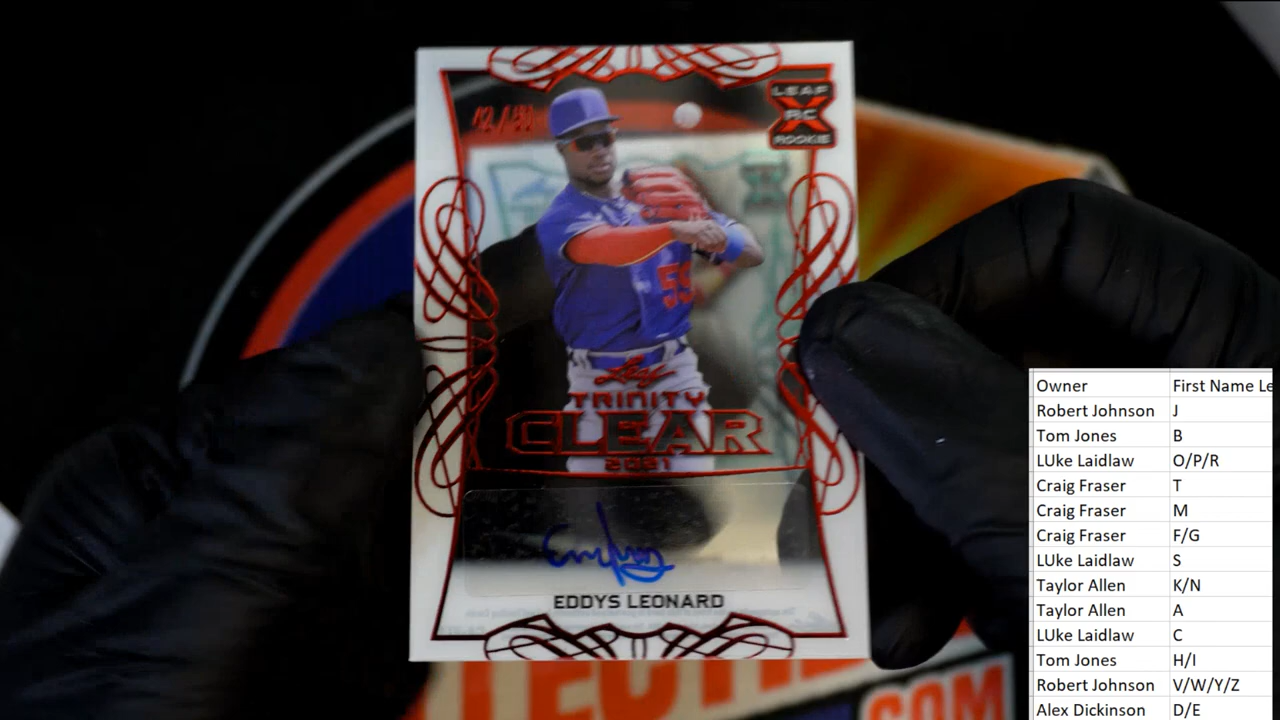 LEAF
X
RC
ROOKIE
55
Leaf
TRINITY
CLEAR
2021
EDDYS LEONARD
COM
Owner First Name Le
Robert Johnson J
Tom Jones B
LUke Laidlaw O/P/R
Craig Fraser T
Craig Fraser M
Craig Fraser F/G
LUke Laidlaw S
Taylor Allen K/N
Taylor Allen A
LUke Laidlaw C
Tom Jones H/I
Robert Johnson V/W/Y/Z
Alex Dickinson D/E